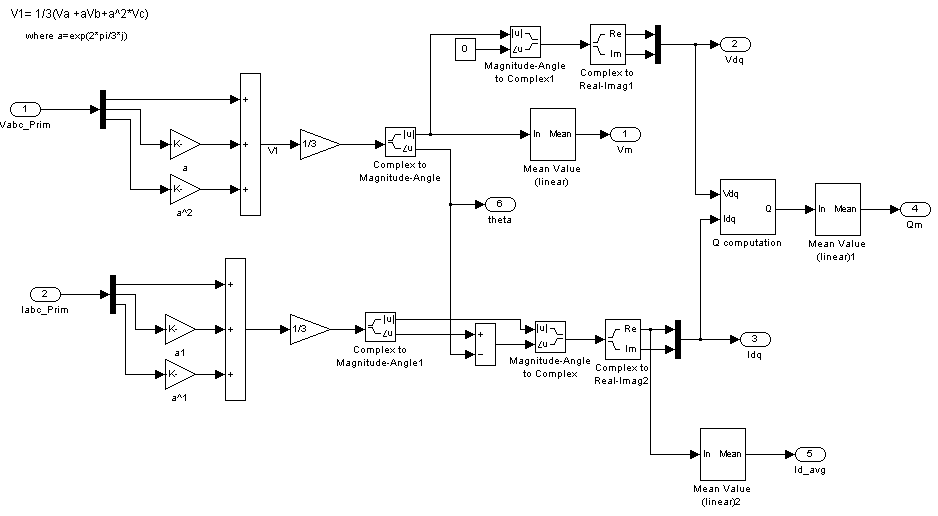 V1= 1/3(Va +aVb+a^2*Vc)
where a=exp(2*pi/3*j)
1
Vabc_Prim
K-
a
K-
a^2
+
+
+
V1
1/3
|u|
∠u
Complex to
Magnitude-Angle
0
|u|
∠u
Magnitude-Angle
to Complex1
Re
Im
Complex to
Real-Imag1
2
Vdq
In Mean
Mean Value
(linear)
1
Vm
6
theta
Vdq
Idq
Q
Q computation
In Mean
Mean Value
(linear)1
4
Qm
2
Iabc_Prim
K-
a1
K-
a^1
+
+
+
1/3
|u|
∠u
Complex to
Magnitude-Angle1
+
−
|u|
∠u
Magnitude-Angle
to Complex
Re
Im
Complex to
Real-Imag2
3
Idq
In Mean
Mean Value
(linear)2
5
Id_avg